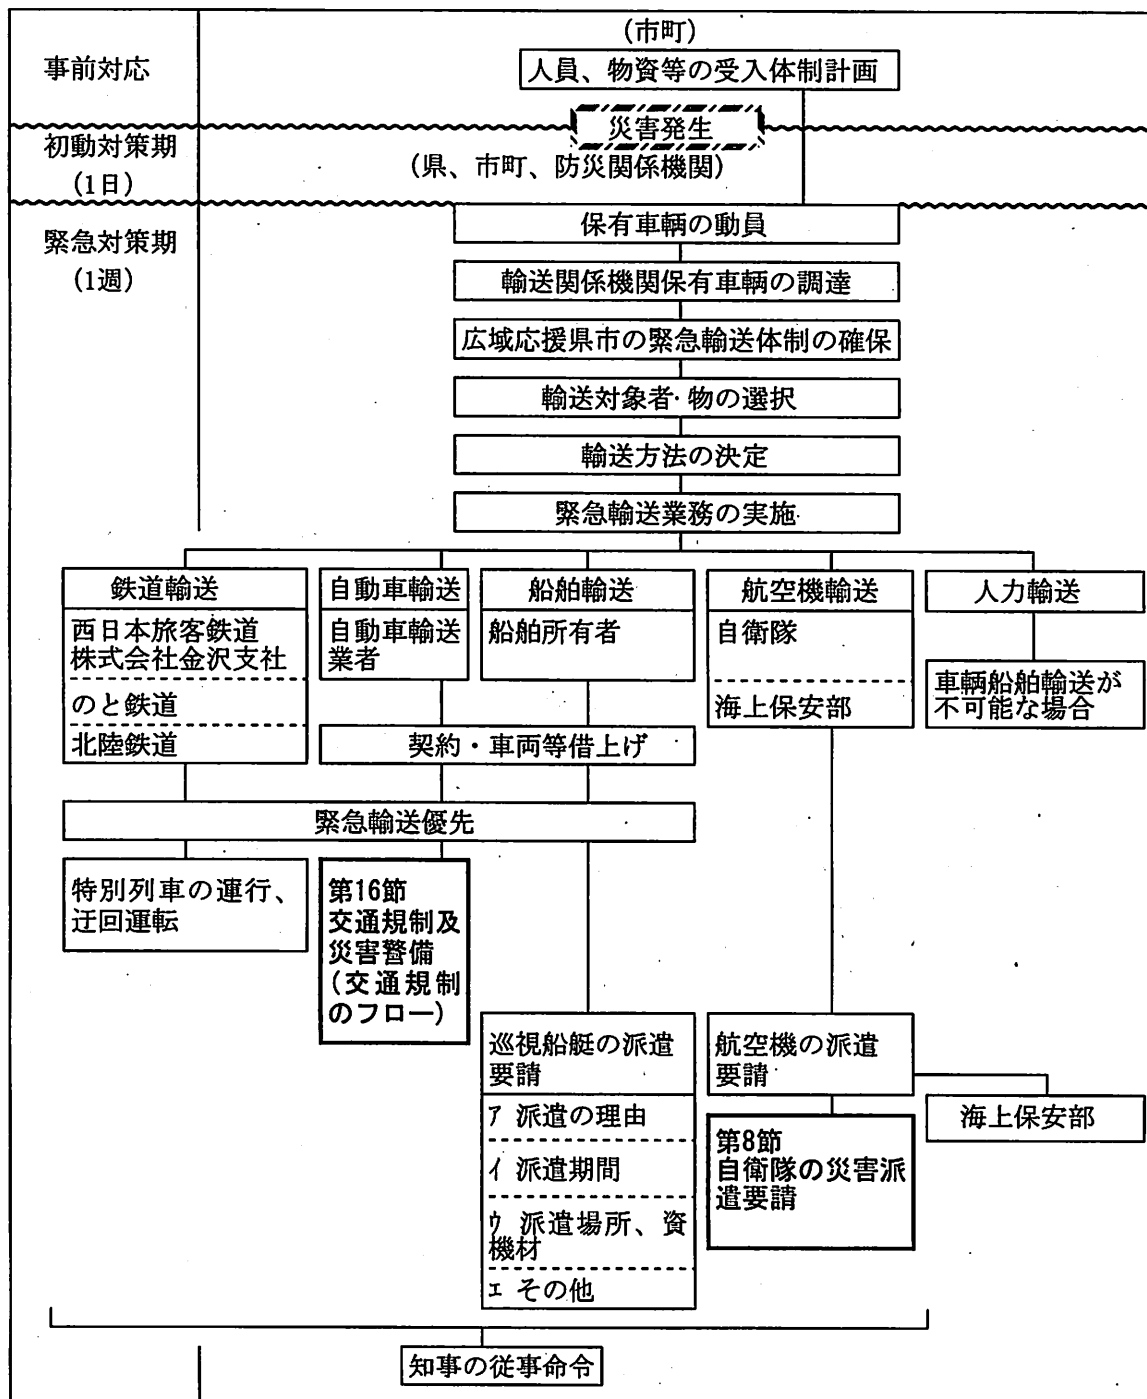 (市町)
事前対応
人員、物資等の受入体制計画
災害発生
初動対策期
(1日)
(県、市町、防災関係機関)
緊急対策期
(1週)
保有車輌の動員
輸送関係機関保有車輌の調達
広域応援県市の緊急輸送体制の確保
輸送対象者・物の選択
輸送方法の決定
緊急輸送業務の実施
鉄道輸送
西日本旅客鉄道
株式会社金沢支社
のと鉄道
北陸鉄道
自動車輸送
自動車輸送
業者
船舶輸送
船舶所有者
航空機輸送
自衛隊
海上保安部
人力輸送
車輌船舶輸送が
不可能な場合
契約・車両等借上げ
緊急輸送優先
特別列車の運行、
迂回運転
第16節
交通規制及
災害警備
(交通規制
のフロー)
巡視船艇の派遣
要請
ｱ 派遣の理由
ｲ 派遣期間
ｳ 派遣場所、資
機材
ｴ その他
航空機の派遣
要請
第8節
自衛隊の災害派
遣要請
海上保安部
知事の従事命令